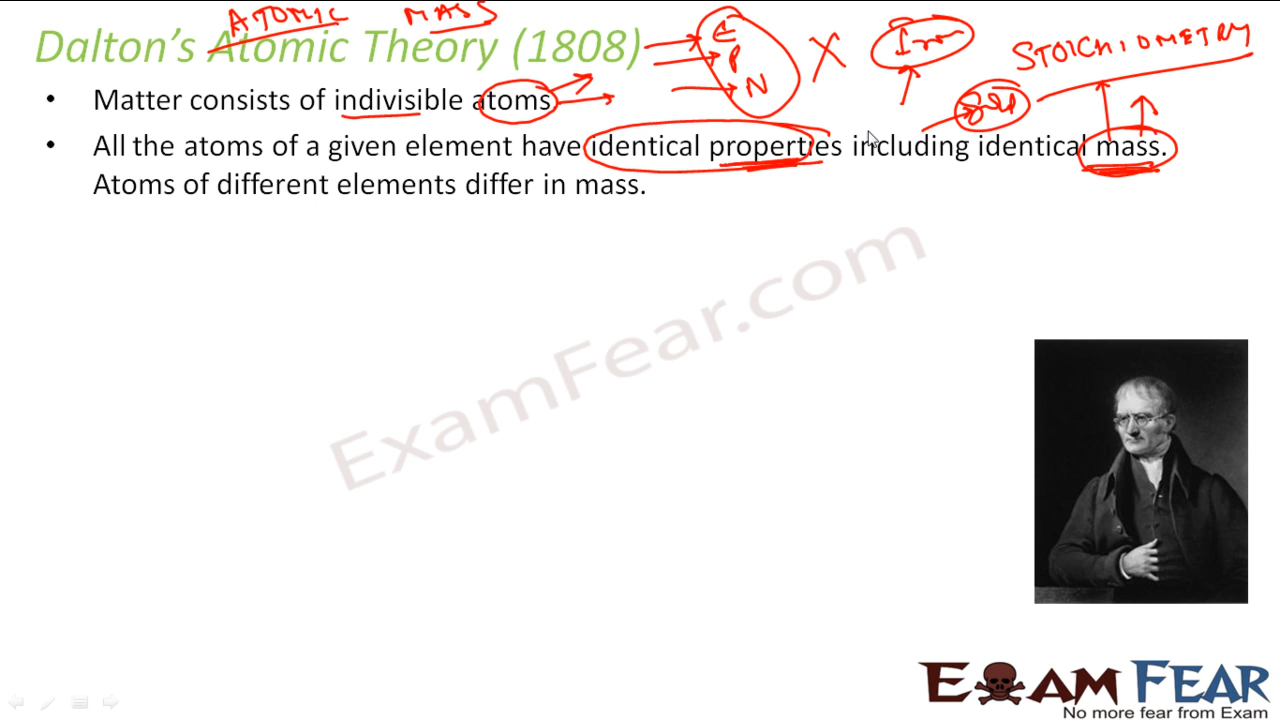 ATOMIC MASS
Dalton's Atomic Theory (1808)
e
P
N
X
Iron
STOICHIOMETRY
• Matter consists of indivisible atoms
gold
• All the atoms of a given element have identical properties including identical mass.
Atoms of different elements differ in mass.
ExamFear.com
EXAM FEAR
No more fear from Exam